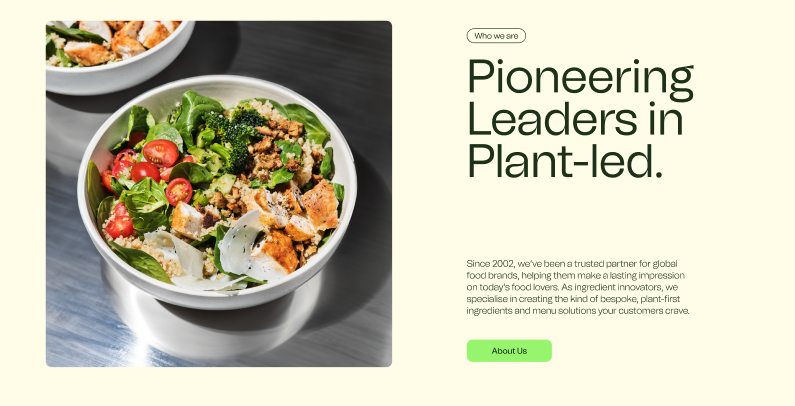 Who we are
Pioneering
Leaders in
Plant-led.
Since 2002, we've been a trusted partner for global
food brands, helping them make a lasting impression
on today's food lovers. As ingredient innovators, we
specialise in creating the kind of bespoke, plant-first
ingredients and menu solutions your customers crave.
About Us